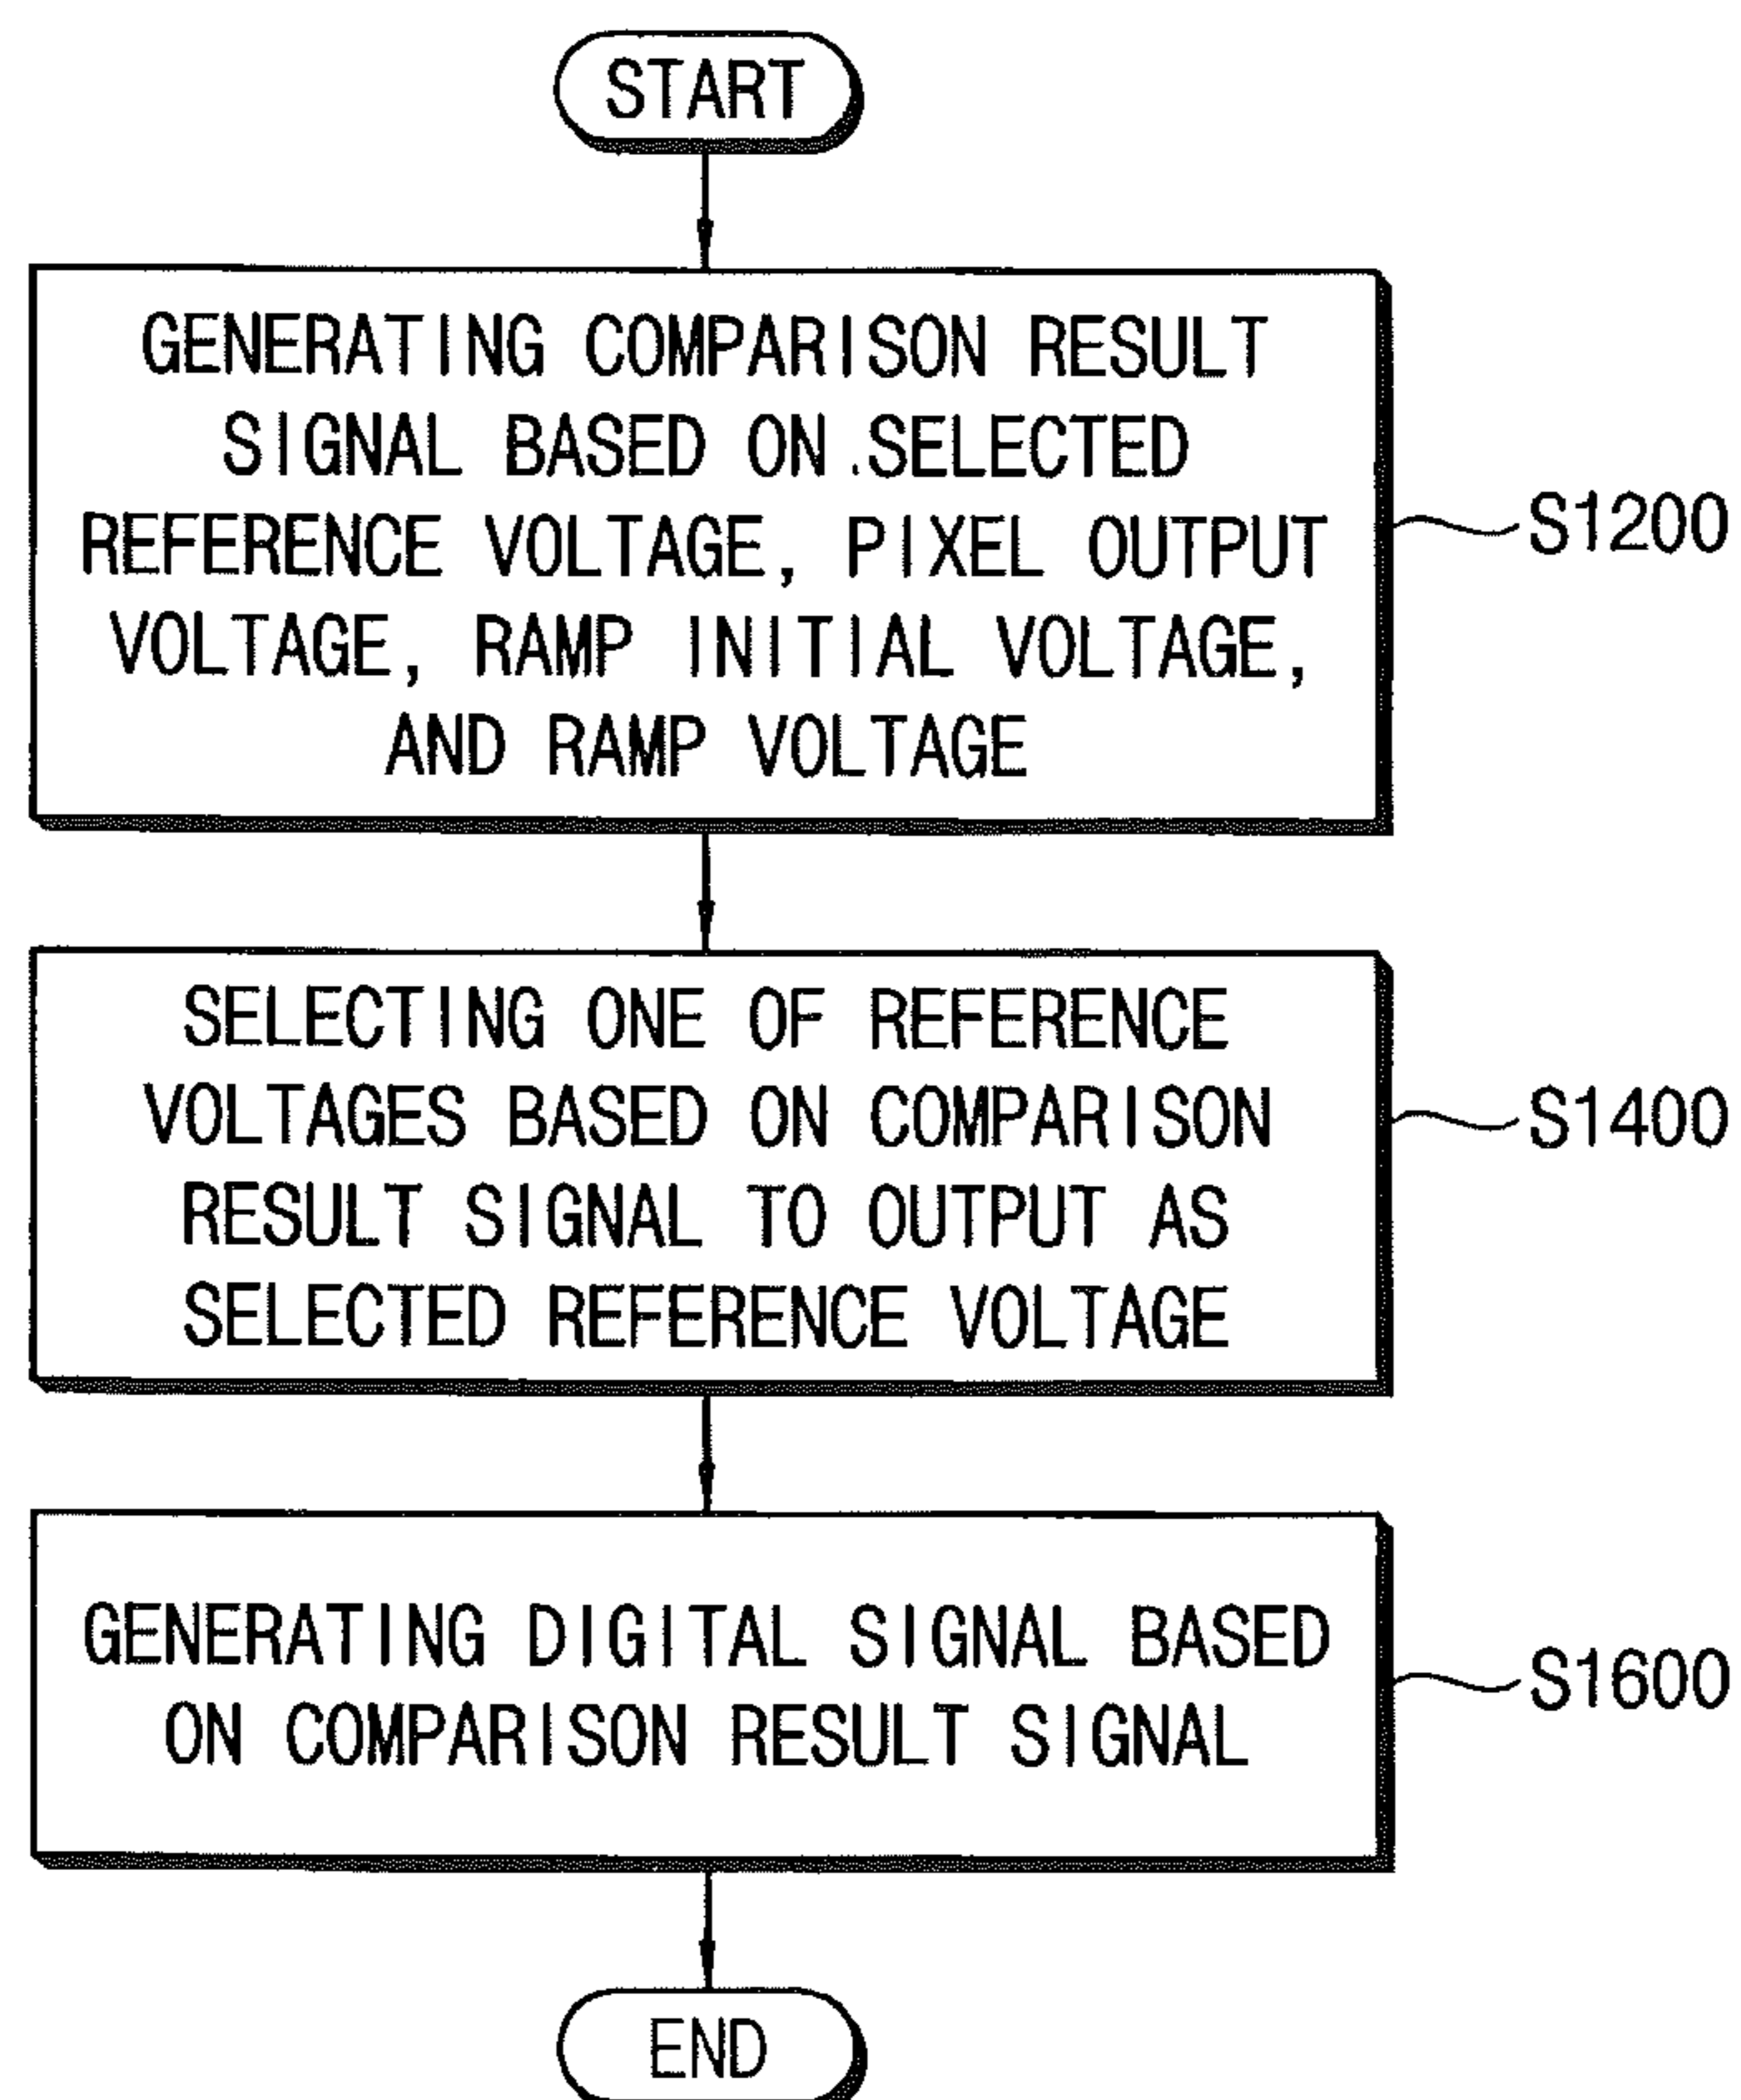 START
GENERATING COMPARISON RESULT
SIGNAL BASED ON SELECTED
REFERENCE VOLTAGE, PIXEL OUTPUT
VOLTAGE, RAMP INITIAL VOLTAGE,
AND RAMP VOLTAGE
S1200
SELECTING ONE OF REFERENCE
VOLTAGES BASED ON COMPARISON
RESULT SIGNAL TO OUTPUT AS
SELECTED REFERENCE VOLTAGE
S1400
GENERATING DIGITAL SIGNAL BASED
ON COMPARISON RESULT SIGNAL
S1600
END